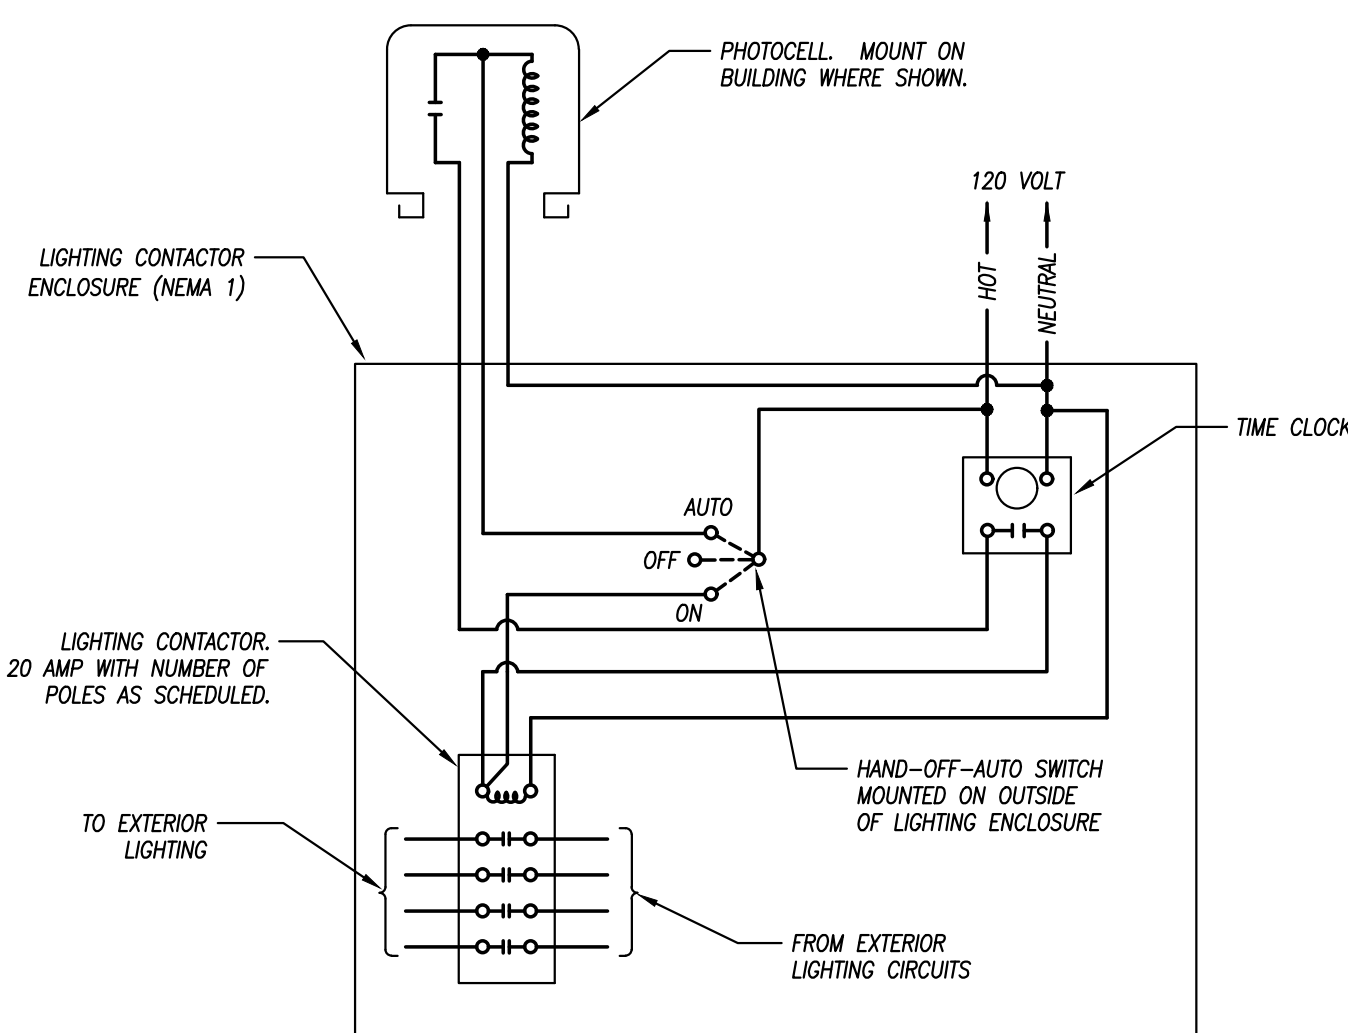 PHOTOCELL. MOUNT ON
BUILDING WHERE SHOWN.
120 VOLT
HOT
NEUTRAL
LIGHTING CONTACTOR
ENCLOSURE (NEMA 1)
TIME CLOCK
AUTO
OFF
ON
LIGHTING CONTACTOR.
20 AMP WITH NUMBER OF
POLES AS SCHEDULED.
HAND-OFF-AUTO SWITCH
MOUNTED ON OUTSIDE
OF LIGHTING ENCLOSURE
TO EXTERIOR
LIGHTING
FROM EXTERIOR
LIGHTING CIRCUITS